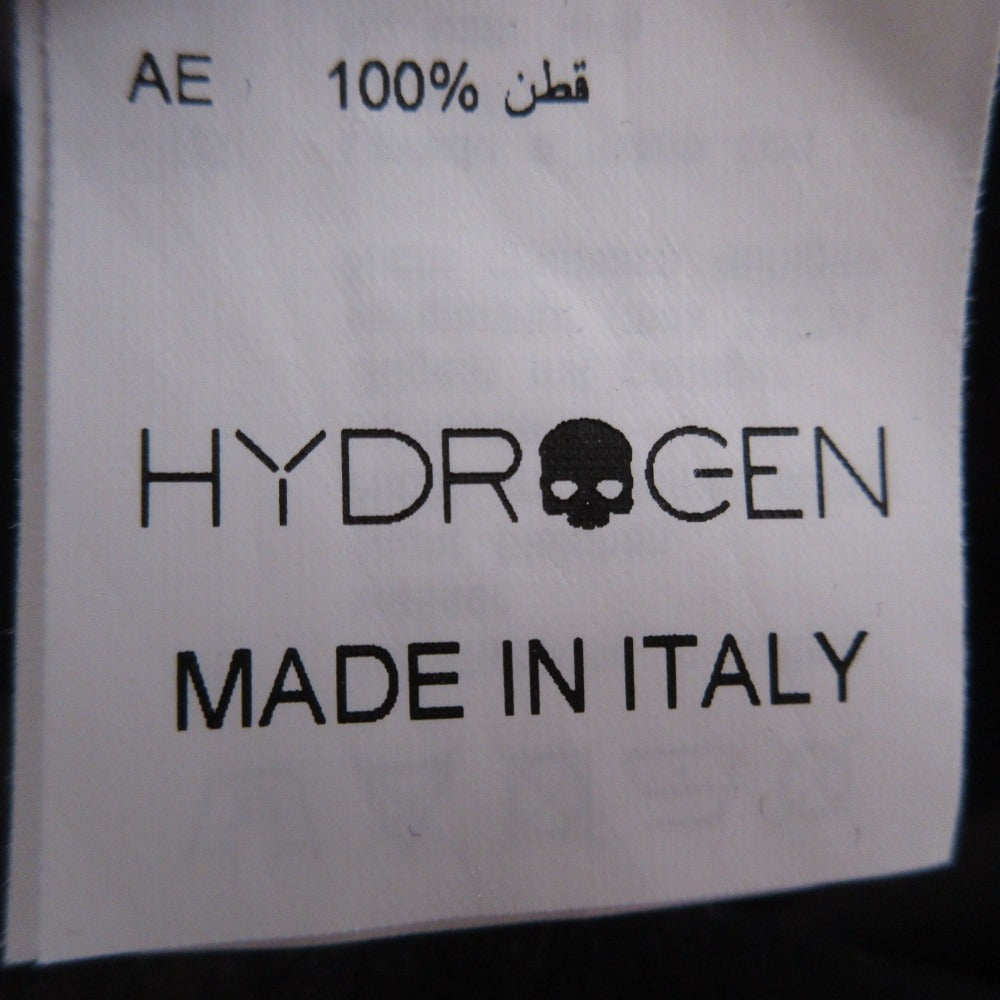 AE 100% قطن
HYDROGEN
MADE IN ITALY